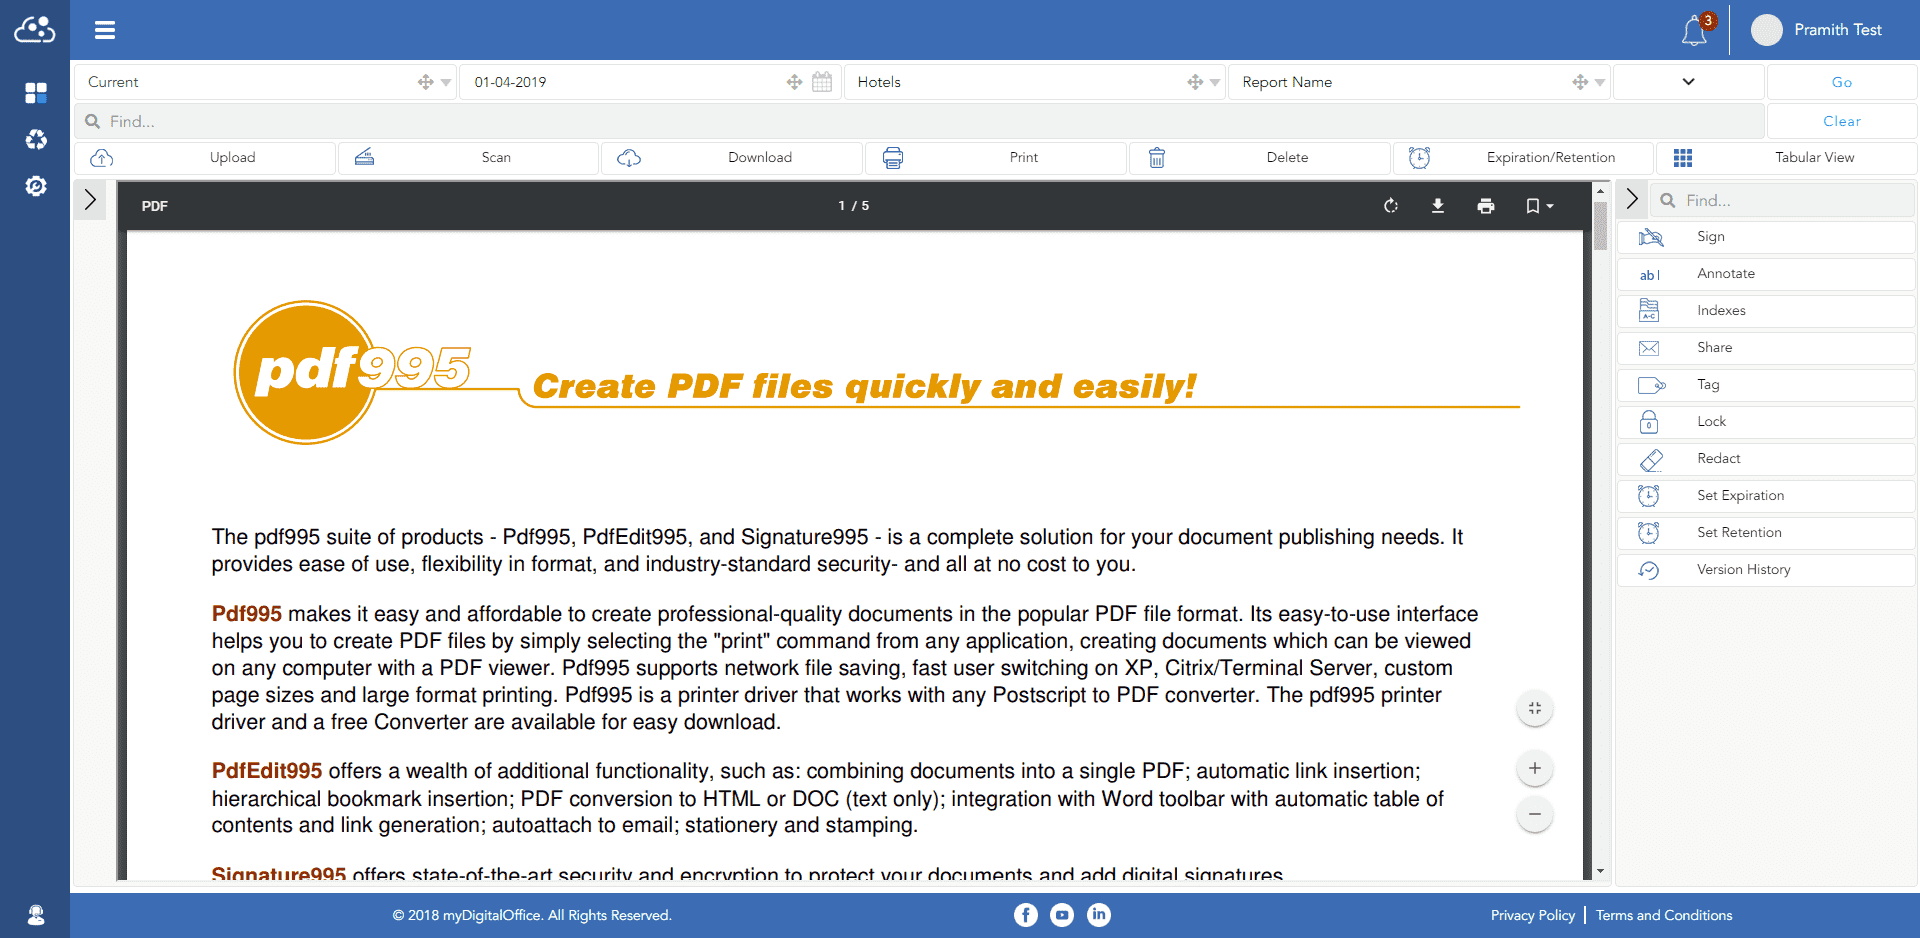 3
Pramith Test
Current
01-04-2019
Hotels
Report Name
Go
Find...
Clear
Upload
Scan
Download
Print
Delete
Expiration/Retention
Tabular View
PDF
1 / 5
Find...
Sign
ab Annotate
A-C Indexes
Share
Tag
Lock
Redact
Set Expiration
Set Retention
Version History
pdf995
Create PDF files quickly and easily!
The pdf995 suite of products - Pdf995, PdfEdit995, and Signature995 - is a complete solution for your document publishing needs. It
provides ease of use, flexibility in format, and industry-standard security- and all at no cost to you.
Pdf995 makes it easy and affordable to create professional-quality documents in the popular PDF file format. Its easy-to-use interface
helps you to create PDF files by simply selecting the "print" command from any application, creating documents which can be viewed
on any computer with a PDF viewer. Pdf995 supports network file saving, fast user switching on XP, Citrix/Terminal Server, custom
page sizes and large format printing. Pdf995 is a printer driver that works with any Postscript to PDF converter. The pdf995 printer
driver and a free Converter are available for easy download.
PdfEdit995 offers a wealth of additional functionality, such as: combining documents into a single PDF; automatic link insertion;
hierarchical bookmark insertion; PDF conversion to HTML or DOC (text only); integration with Word toolbar with automatic table of
contents and link generation; autoattach to email; stationery and stamping.
Signature995 offers state-of-the-art security and encryption to protect your documents and add digital signatures.
© 2018 myDigitalOffice. All Rights Reserved.
f
in
Privacy Policy | Terms and Conditions